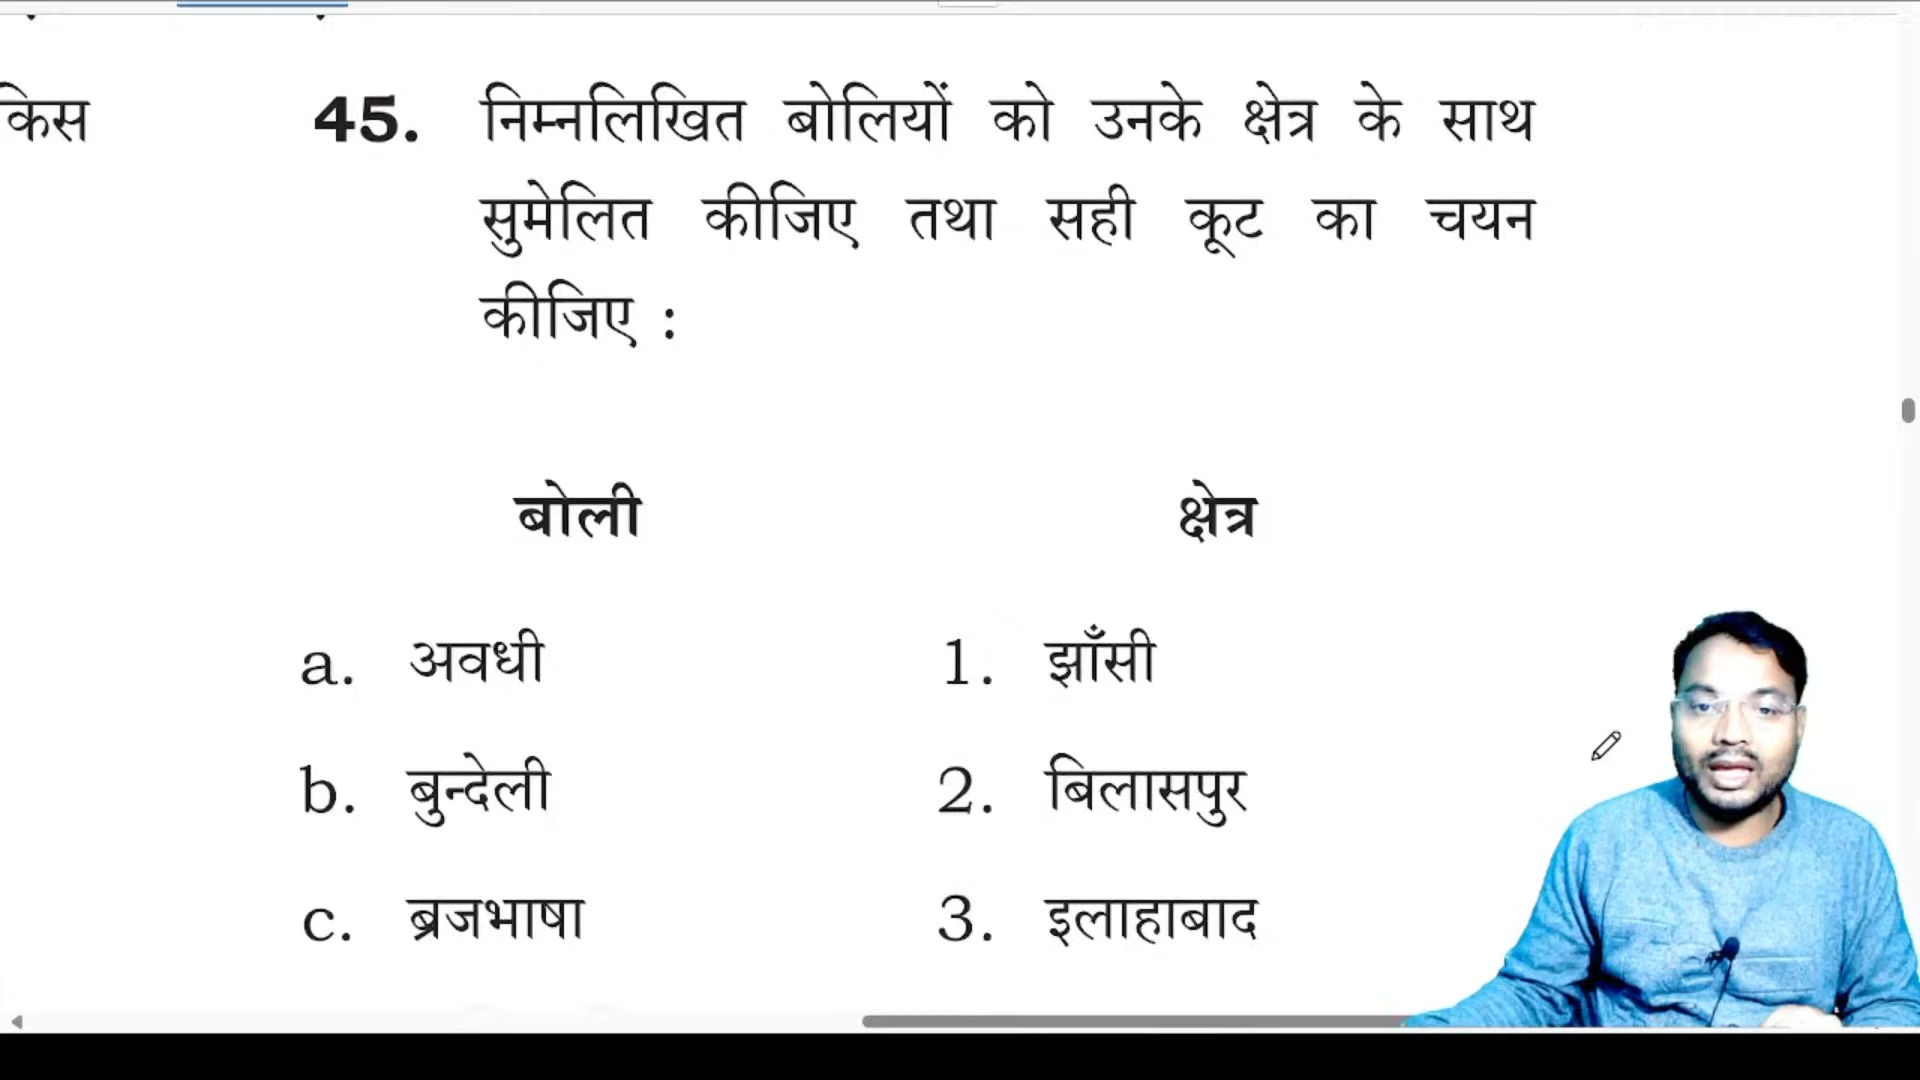 किस
45. निम्नलिखित बोलियों को उनके क्षेत्र के साथ
सुमेलित कीजिए तथा सही कूट का चयन
कीजिए :
बोली क्षेत्र
a. अवधी 1. झाँसी
b. बुन्देली 2. बिलासपुर
c. ब्रजभाषा 3. इलाहाबाद